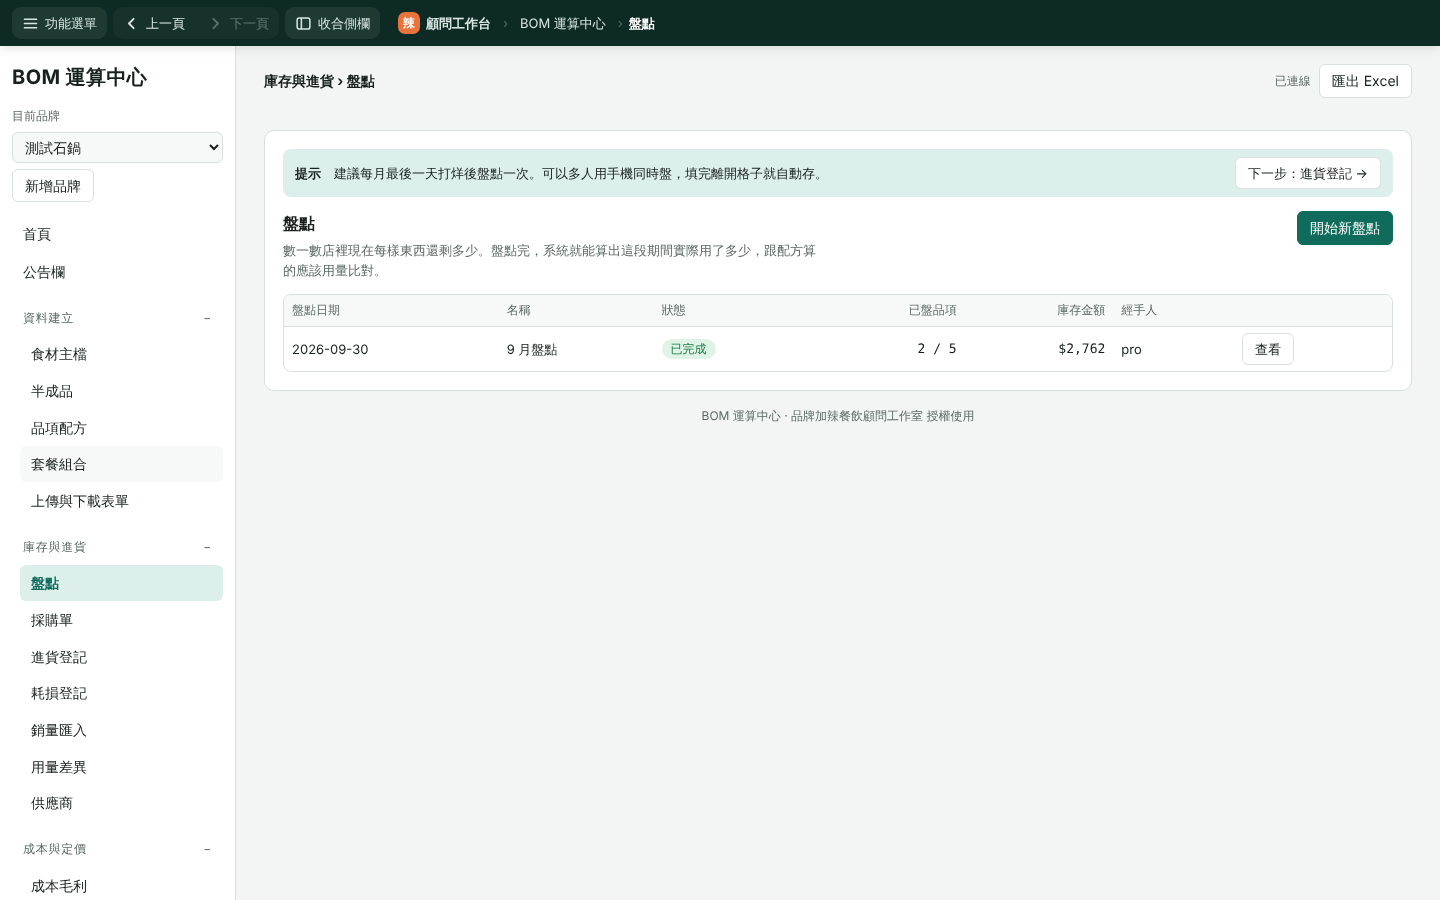 功能選單 上一頁 下一頁 收合側欄 辣 顧問工作台 › BOM 運算中心 › 盤點
BOM 運算中心
目前品牌
測試石鍋
新增品牌
首頁
公告欄
資料建立 −
食材主檔
半成品
品項配方
套餐組合
上傳與下載表單
庫存與進貨 −
盤點
採購單
進貨登記
耗損登記
銷量匯入
用量差異
供應商
成本與定價 −
成本毛利
庫存與進貨 › 盤點
已連線 匯出 Excel
提示 建議每月最後一天打烊後盤點一次。可以多人用手機同時盤，填完離開格子就自動存。 下一步：進貨登記 →
盤點
開始新盤點
數一數店裡現在每樣東西還剩多少。盤點完，系統就能算出這段期間實際用了多少，跟配方算
的應該用量比對。
盤點日期 名稱 狀態 已盤品項 庫存金額 經手人
2026-09-30 9 月盤點 已完成 2 / 5 $2,762 pro 查看
BOM 運算中心 · 品牌加辣餐飲顧問工作室 授權使用